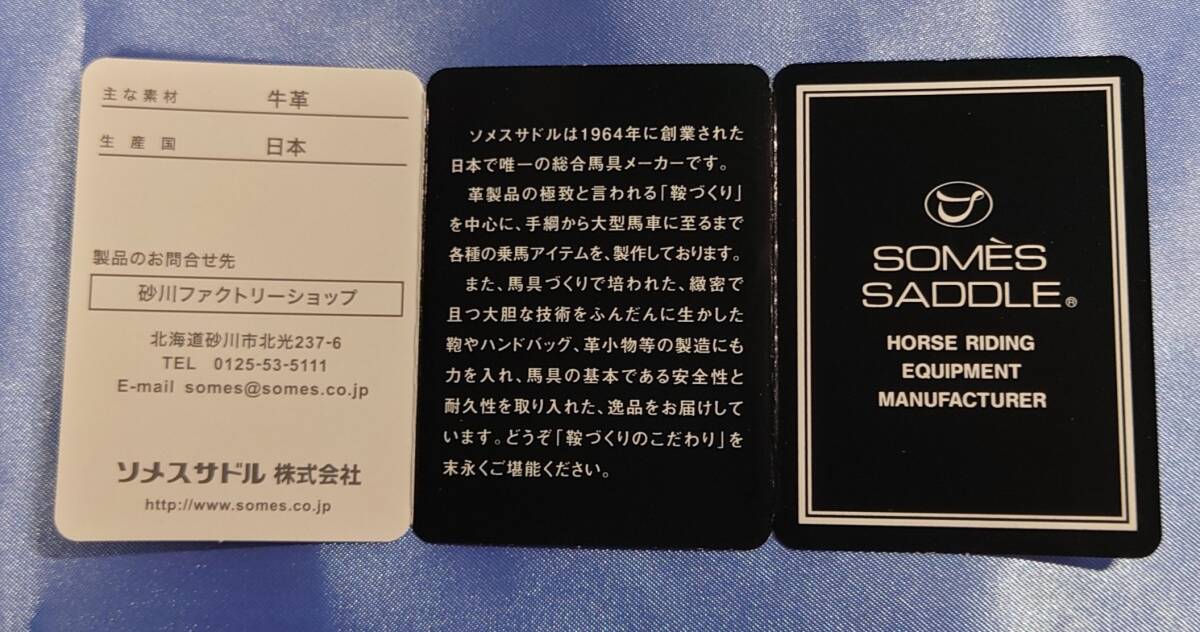 主な素材 牛革
生産国 日本
製品のお問合せ先
砂川ファクトリーショップ
北海道砂川市北光237-6
TEL 0125-53-5111
E-mail somes@somes.co.jp
ソメスサドル 株式会社
http://www.somes.co.jp
ソメスサドルは1964年に創業された
日本で唯一の総合馬具メーカーです。
革製品の極致と言われる「鞍づくり」
を中心に、手綱から大型馬車に至るまで
各種の乗馬アイテムを、製作しております。
また、馬具づくりで培われた、緻密で
且つ大胆な技術をふんだんに生かした
鞄やハンドバッグ、革小物等の製造にも
力を入れ、馬具の基本である安全性と
耐久性を取り入れた、逸品をお届けして
います。どうぞ「鞍づくりのこだわり」を
末永くご堪能ください。
SOMÈS
SADDLE®
HORSE RIDING
EQUIPMENT
MANUFACTURER